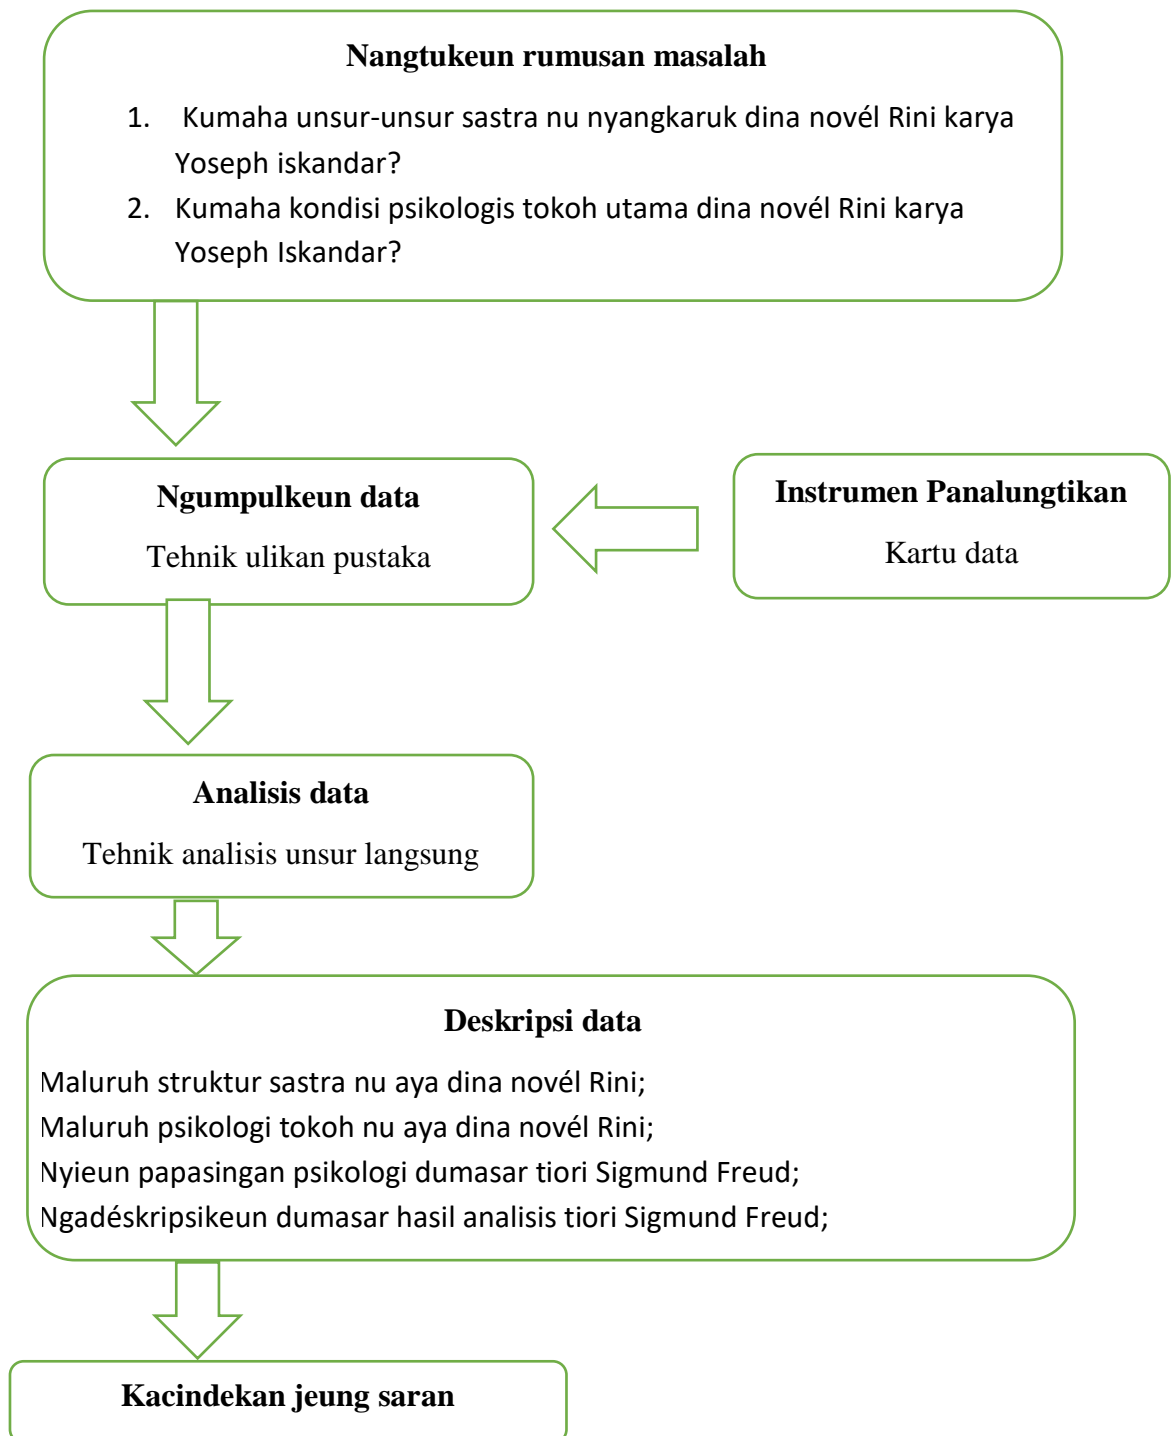 Nangtukeun rumusan masalah
1. Kumaha unsur-unsur sastra nu nyangkaruk dina novél Rini karya
Yoseph iskandar?
2. Kumaha kondisi psikologis tokoh utama dina novél Rini karya
Yoseph Iskandar?
Ngumpulkeun data
Tehnik ulikan pustaka
Instrumen Panalungtikan
Kartu data
Analisis data
Tehnik analisis unsur langsung
Deskripsi data
Maluruh struktur sastra nu aya dina novél Rini;
Maluruh psikologi tokoh nu aya dina novél Rini;
Nyieun papasingan psikologi dumasar tiori Sigmund Freud;
Ngadéskripsikeun dumasar hasil analisis tiori Sigmund Freud;
Kacindekan jeung saran